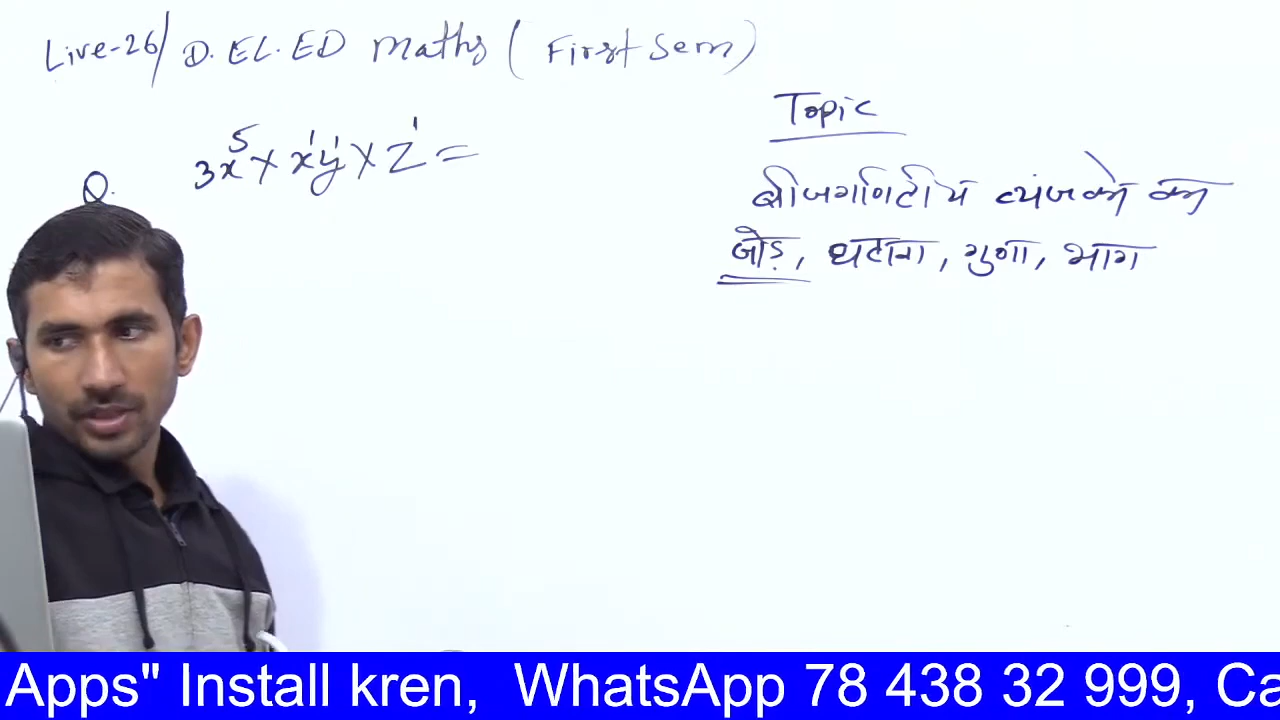 Live-26/ D.EL.ED Maths (First Sem)
Q. 3x⁵ × x¹y¹ × z¹ =
Topic
बीजगणितीय व्यंजको का
जोड़, घटाना, गुणा, भाग
Apps" Install kren, WhatsApp 78 438 32 999, Ca